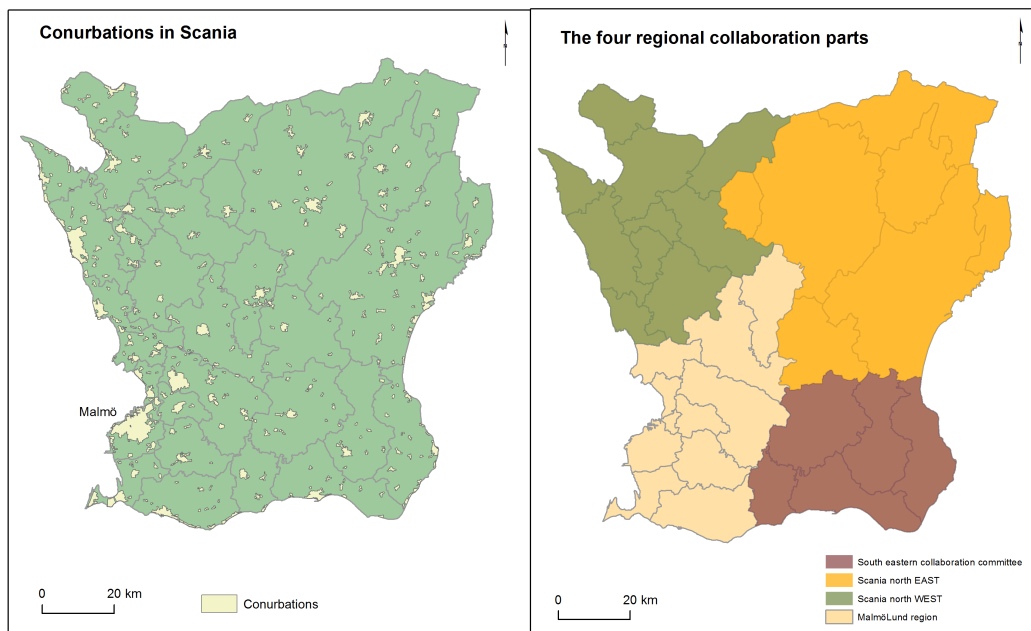 Conurbations in Scania
N
Malmö
0
20 km
Conurbations
The four regional collaboration parts
N
South eastern collaboration committee
Scania north EAST
Scania north WEST
MalmöLund region
0
20 km